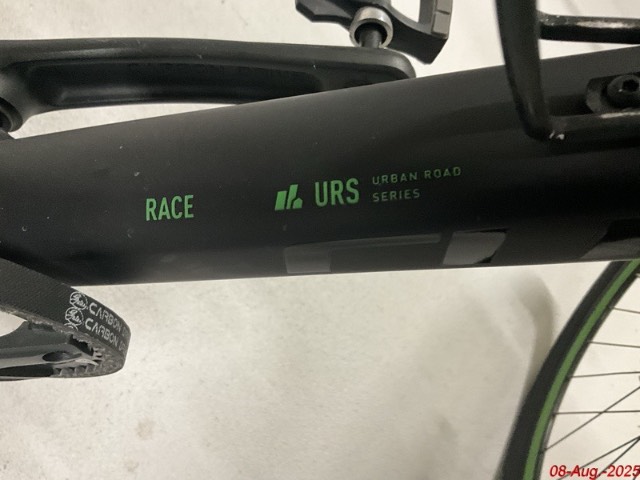 RACE
URS
URBAN ROAD
SERIES
CARBON
CARBON
08-Aug.-2025